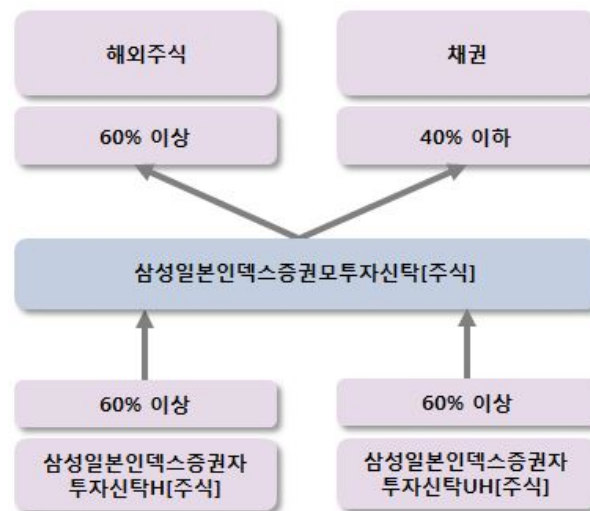 해외주식
채권
60% 이상
40% 이하
삼성일본인덱스증권모투자신탁[주식]
60% 이상
60% 이상
삼성일본인덱스증권자
투자신탁H[주식]
삼성일본인덱스증권자
투자신탁UH[주식]